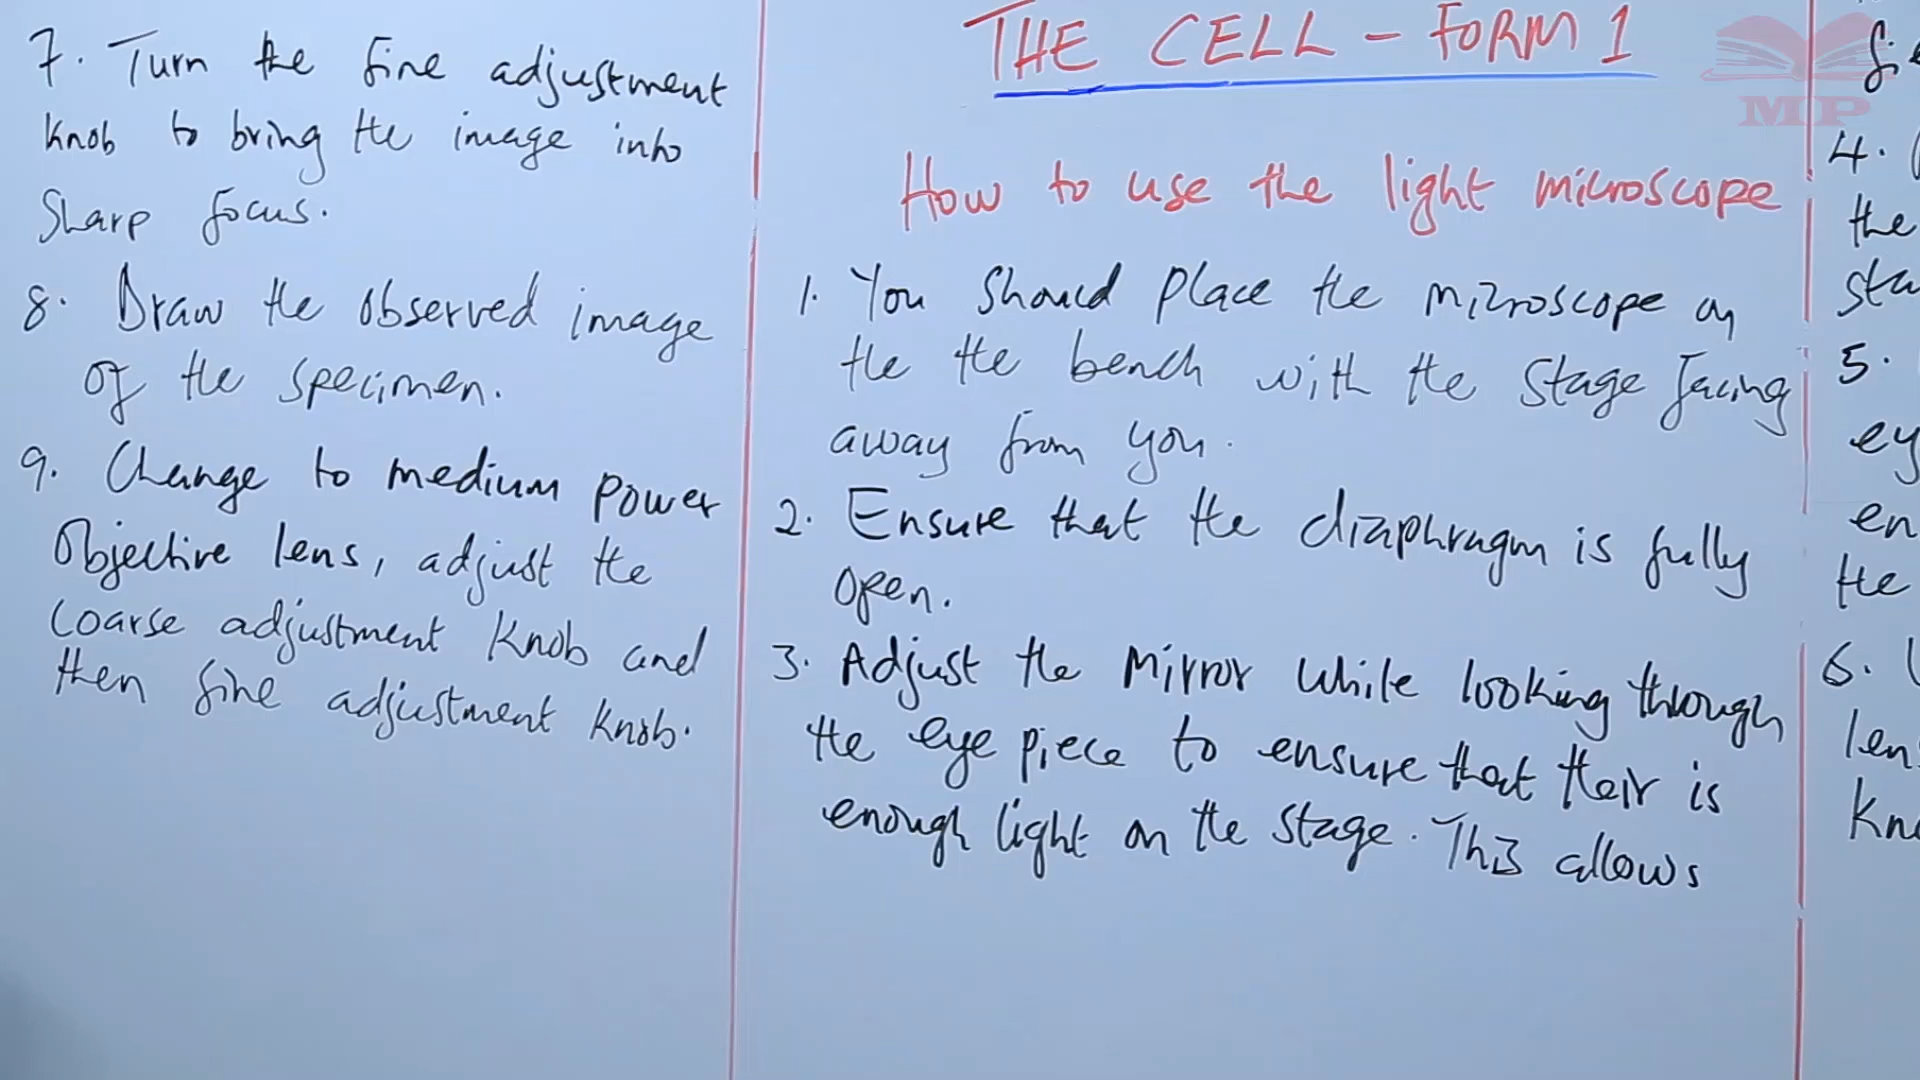 THE CELL - FORM 1
How to use the light microscope
1. You should place the microscope on
the the bench with the stage facing
away from you.
2. Ensure that the diaphragm is fully
open.
3. Adjust the mirror while looking through
the eye piece to ensure that their is
enough light on the stage. This allows
4.
the
sta
5.
ey
en
the
6.
len
kno
7. Turn the fine adjustment
knob to bring the image into
sharp focus.
8. Draw the observed image
of the specimen.
9. Change to medium power
objective lens, adjust the
coarse adjustment knob and
then fine adjustment knob.
MP